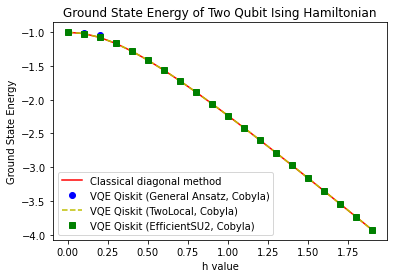 Ground State Energy of Two Qubit Ising Hamiltonian
−1.0
−1.5
−2.0
−2.5
−3.0
−3.5
−4.0
Ground State Energy
Classical diagonal method
VQE Qiskit (General Ansatz, Cobyla)
VQE Qiskit (TwoLocal, Cobyla)
VQE Qiskit (EfficientSU2, Cobyla)
0.00 0.25 0.50 0.75 1.00 1.25 1.50 1.75
h value